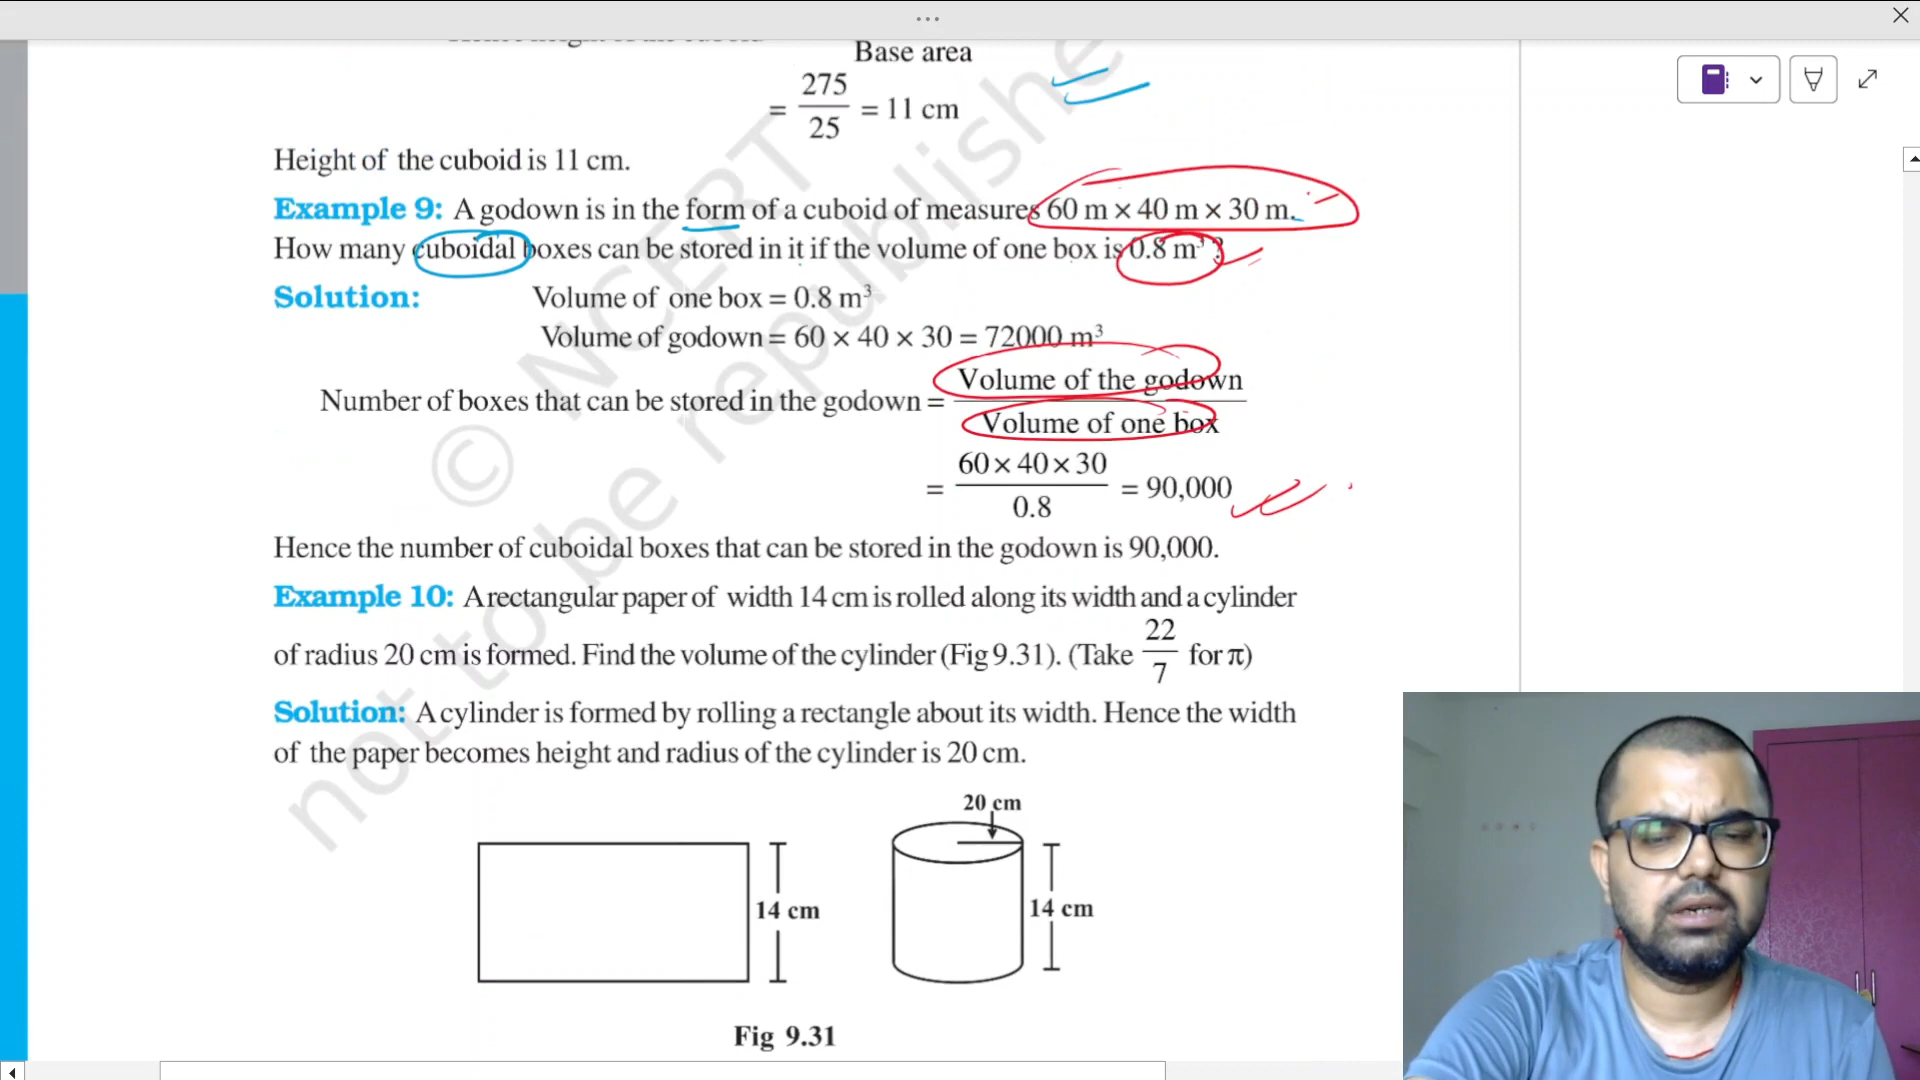 Base area
= 275/25 = 11 cm
Height of the cuboid is 11 cm.
Example 9: A godown is in the form of a cuboid of measures 60 m × 40 m × 30 m.
How many cuboidal boxes can be stored in it if the volume of one box is 0.8 m³ ?
Solution: Volume of one box = 0.8 m³
Volume of godown = 60 × 40 × 30 = 72000 m³
Number of boxes that can be stored in the godown = Volume of the godown / Volume of one box
= 60 × 40 × 30 / 0.8 = 90,000
Hence the number of cuboidal boxes that can be stored in the godown is 90,000.
Example 10: A rectangular paper of width 14 cm is rolled along its width and a cylinder
of radius 20 cm is formed. Find the volume of the cylinder (Fig 9.31). (Take 22/7 for π)
Solution: A cylinder is formed by rolling a rectangle about its width. Hence the width
of the paper becomes height and radius of the cylinder is 20 cm.
20 cm
14 cm
14 cm
Fig 9.31
© NCERT
not to be republishe